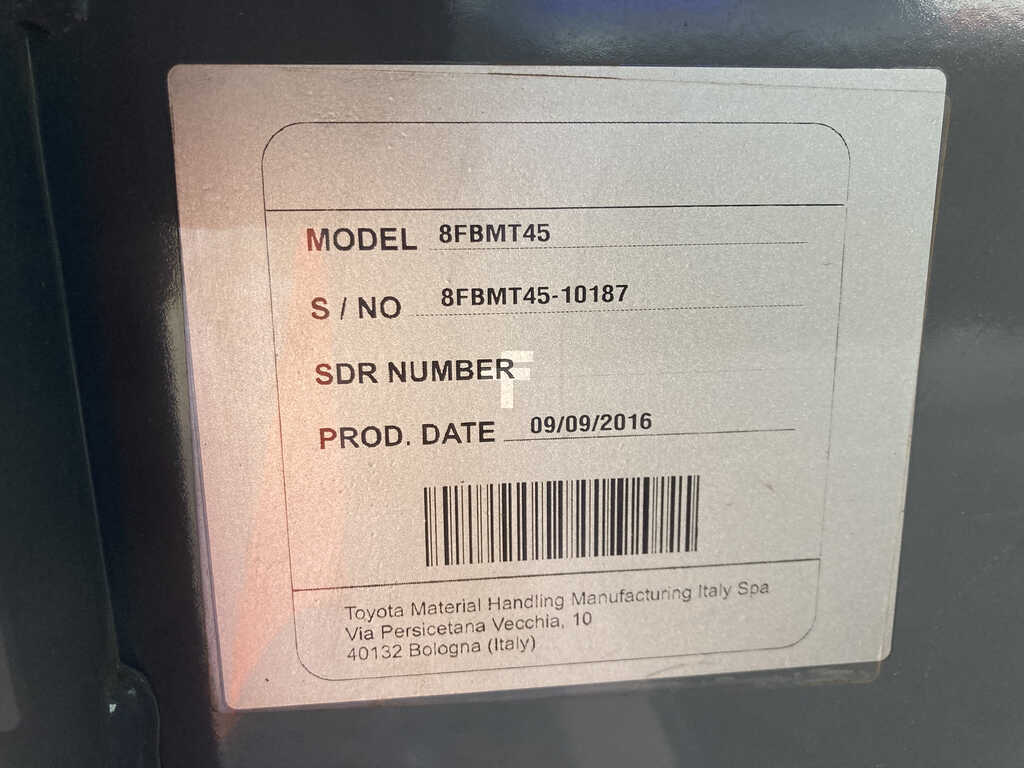 MODEL 8FBMT45
S / NO 8FBMT45-10187
SDR NUMBER
F
PROD. DATE 09/09/2016
Toyota Material Handling Manufacturing Italy Spa
Via Persicetana Vecchia, 10
40132 Bologna (Italy)